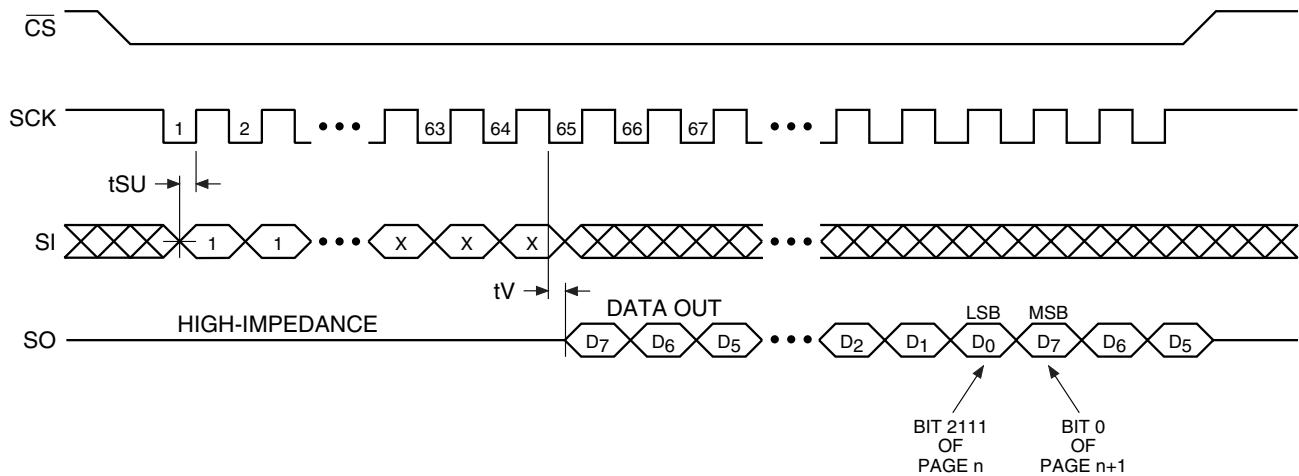 CS
SCK 1 2 ••• 63 64 65 66 67 •••
tSU
SI 1 1 ••• X X X •••
tV
HIGH-IMPEDANCE DATA OUT LSB MSB
SO D7 D6 D5 ••• D2 D1 D0 D7 D6 D5
BIT 2111
OF
PAGE n
BIT 0
OF
PAGE n+1